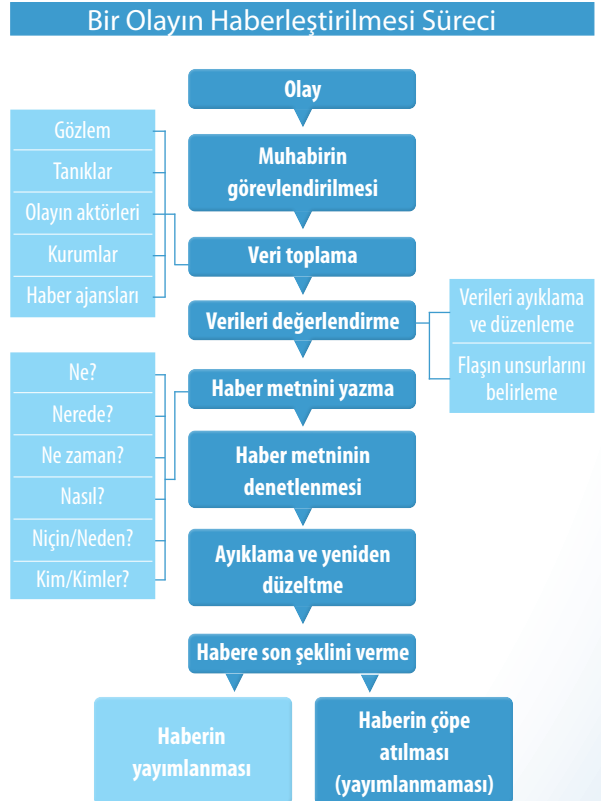 Bir Olayın Haberleştirilmesi Süreci
Olay
Muhabirin
görevlendirilmesi
Gözlem
Tanıklar
Olayın aktörleri
Kurumlar
Haber ajansları
Veri toplama
Verileri değerlendirme
Verileri ayıklama
ve düzenleme
Flaşın unsurlarını
belirleme
Ne?
Nerede?
Ne zaman?
Nasıl?
Niçin/Neden?
Kim/Kimler?
Haber metnini yazma
Haber metninin
denetlenmesi
Ayıklama ve yeniden
düzeltme
Habere son şeklini verme
Haberin
yayımlanması
Haberin çöpe
atılması
(yayımlanmaması)